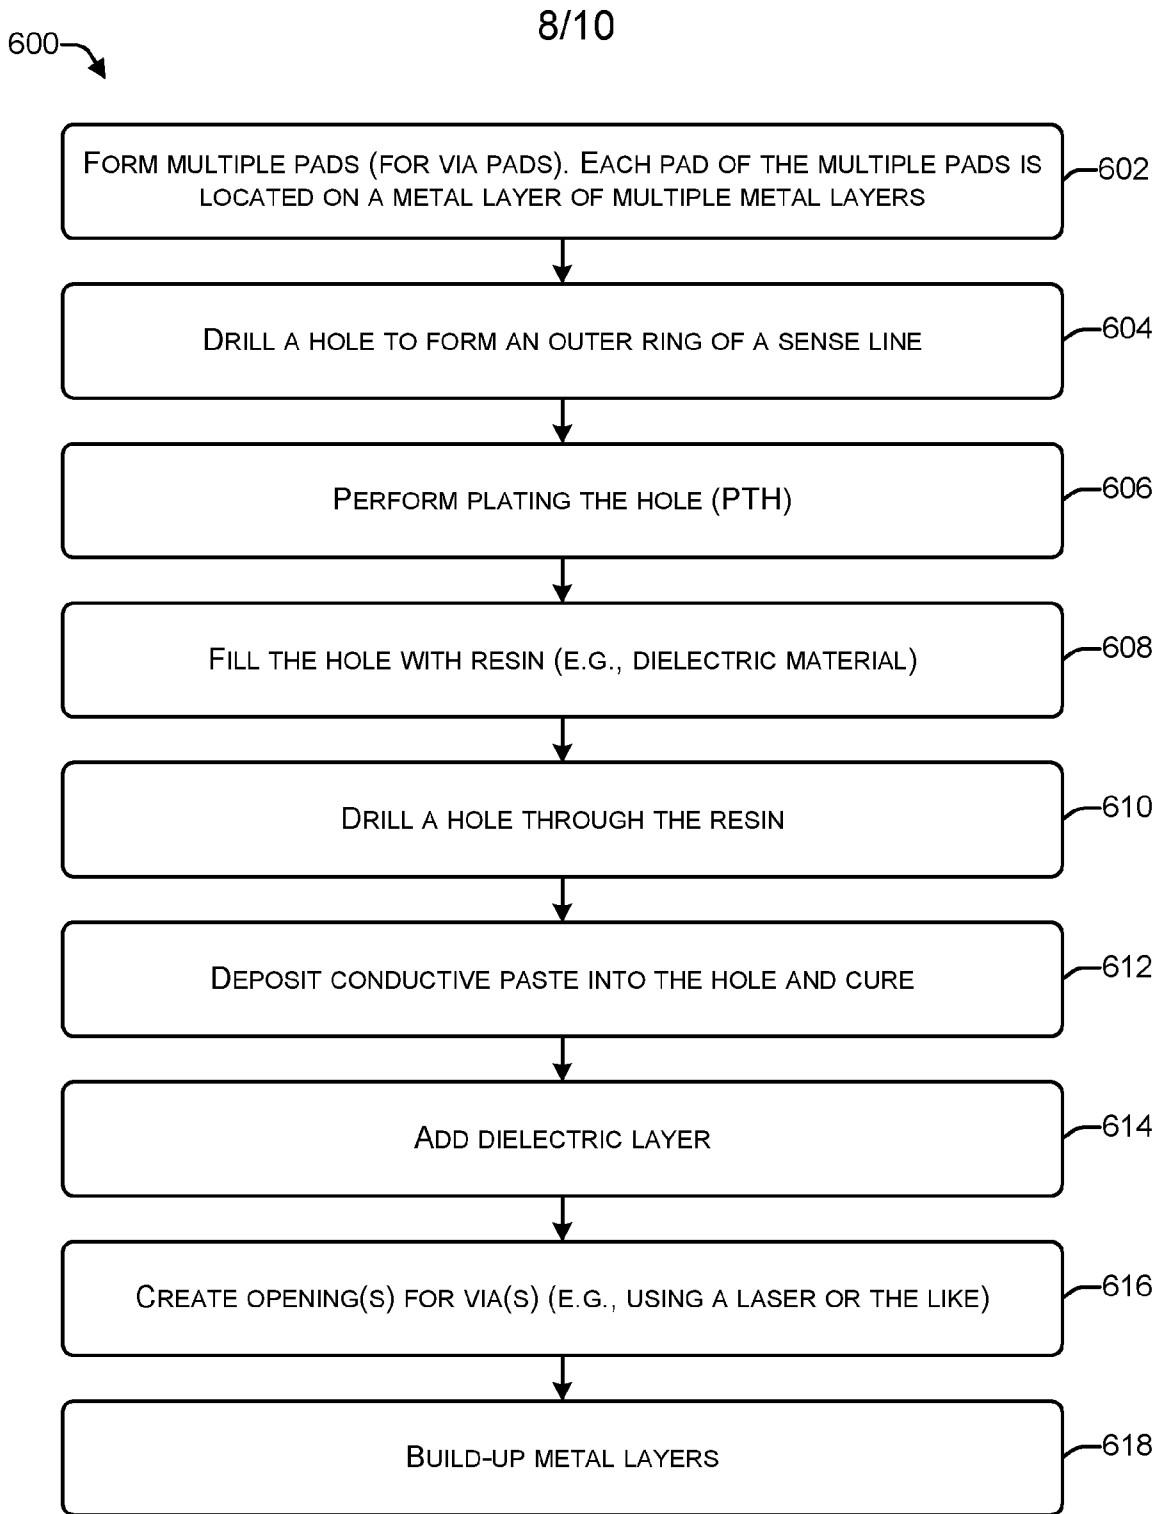 8/10
600
FORM MULTIPLE PADS (FOR VIA PADS). EACH PAD OF THE MULTIPLE PADS IS
LOCATED ON A METAL LAYER OF MULTIPLE METAL LAYERS
602
DRILL A HOLE TO FORM AN OUTER RING OF A SENSE LINE
604
PERFORM PLATING THE HOLE (PTH)
606
FILL THE HOLE WITH RESIN (E.G., DIELECTRIC MATERIAL)
608
DRILL A HOLE THROUGH THE RESIN
610
DEPOSIT CONDUCTIVE PASTE INTO THE HOLE AND CURE
612
ADD DIELECTRIC LAYER
614
CREATE OPENING(S) FOR VIA(S) (E.G., USING A LASER OR THE LIKE)
616
BUILD-UP METAL LAYERS
618